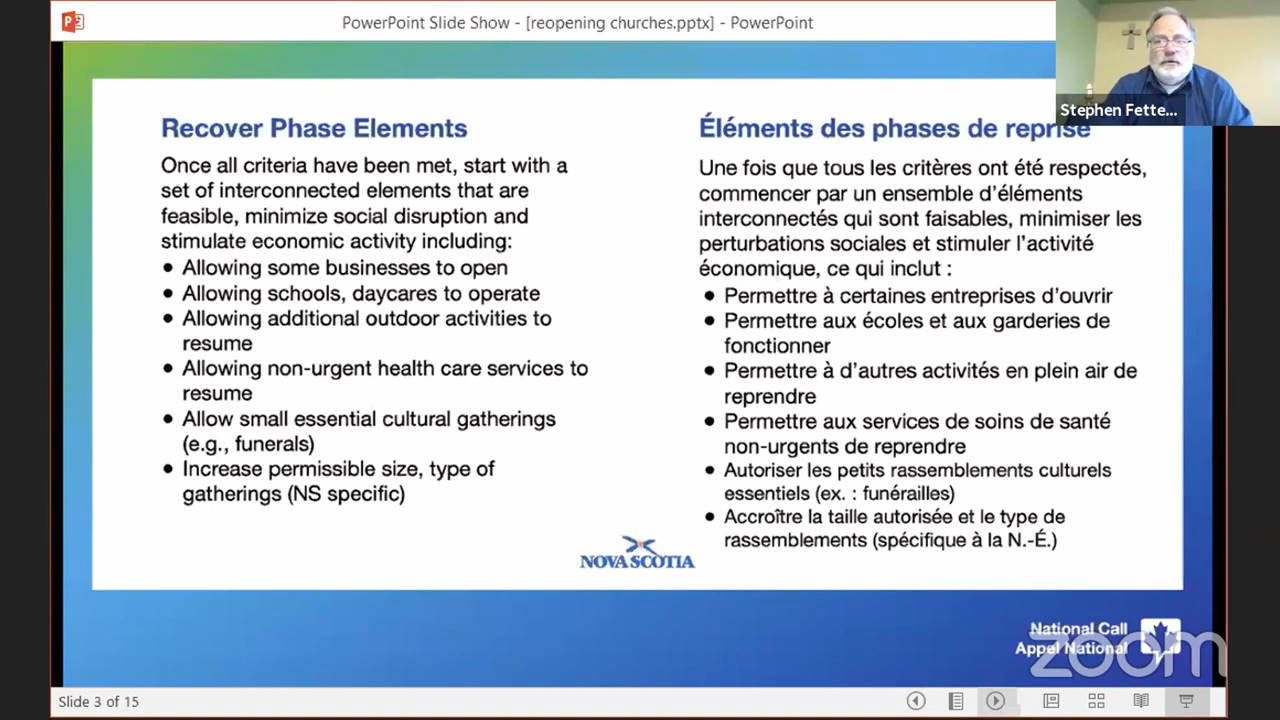 PowerPoint Slide Show - [reopening churches.pptx] - PowerPoint
Stephen Fette...
Recover Phase Elements
Once all criteria have been met, start with a
set of interconnected elements that are
feasible, minimize social disruption and
stimulate economic activity including:
• Allowing some businesses to open
• Allowing schools, daycares to operate
• Allowing additional outdoor activities to
resume
• Allowing non-urgent health care services to
resume
• Allow small essential cultural gatherings
(e.g., funerals)
• Increase permissible size, type of
gatherings (NS specific)
Éléments des phases de reprise
Une fois que tous les critères ont été respectés,
commencer par un ensemble d'éléments
interconnectés qui sont faisables, minimiser les
perturbations sociales et stimuler l'activité
économique, ce qui inclut :
• Permettre à certaines entreprises d'ouvrir
• Permettre aux écoles et aux garderies de
fonctionner
• Permettre à d'autres activités en plein air de
reprendre
• Permettre aux services de soins de santé
non-urgents de reprendre
• Autoriser les petits rassemblements culturels
essentiels (ex. : funérailles)
• Accroître la taille autorisée et le type de
rassemblements (spécifique à la N.-É.)
NOVA SCOTIA
National Call
Appel National
zoom
Slide 3 of 15